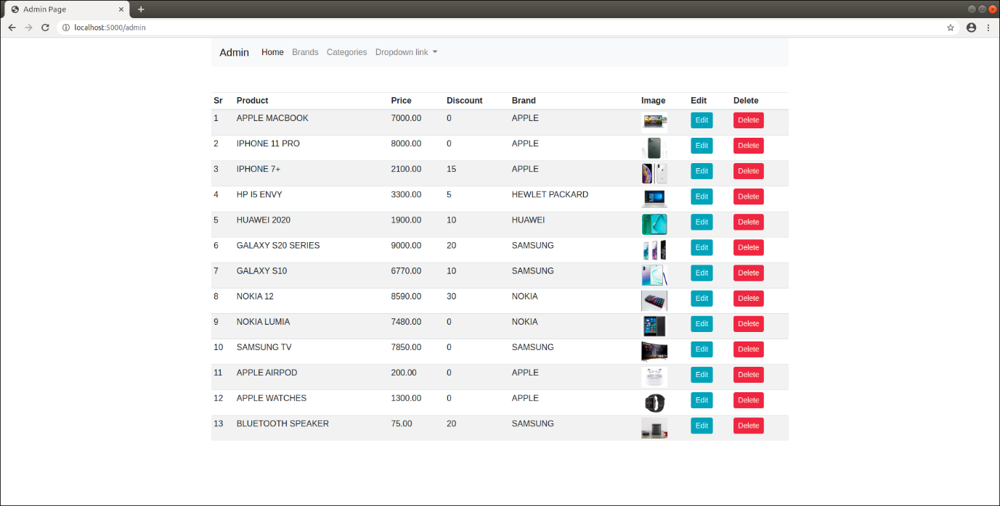 Admin Page
localhost:5000/admin
Admin Home Brands Categories Dropdown link
Sr Product Price Discount Brand Image Edit Delete
1 APPLE MACBOOK 7000.00 0 APPLE Edit Delete
2 IPHONE 11 PRO 8000.00 0 APPLE Edit Delete
3 IPHONE 7+ 2100.00 15 APPLE Edit Delete
4 HP I5 ENVY 3300.00 5 HEWLET PACKARD Edit Delete
5 HUAWEI 2020 1900.00 10 HUAWEI Edit Delete
6 GALAXY S20 SERIES 9000.00 20 SAMSUNG Edit Delete
7 GALAXY S10 6770.00 10 SAMSUNG Edit Delete
8 NOKIA 12 8590.00 30 NOKIA Edit Delete
9 NOKIA LUMIA 7480.00 0 NOKIA Edit Delete
10 SAMSUNG TV 7850.00 0 SAMSUNG Edit Delete
11 APPLE AIRPOD 200.00 0 APPLE Edit Delete
12 APPLE WATCHES 1300.00 0 APPLE Edit Delete
13 BLUETOOTH SPEAKER 75.00 20 SAMSUNG Edit Delete